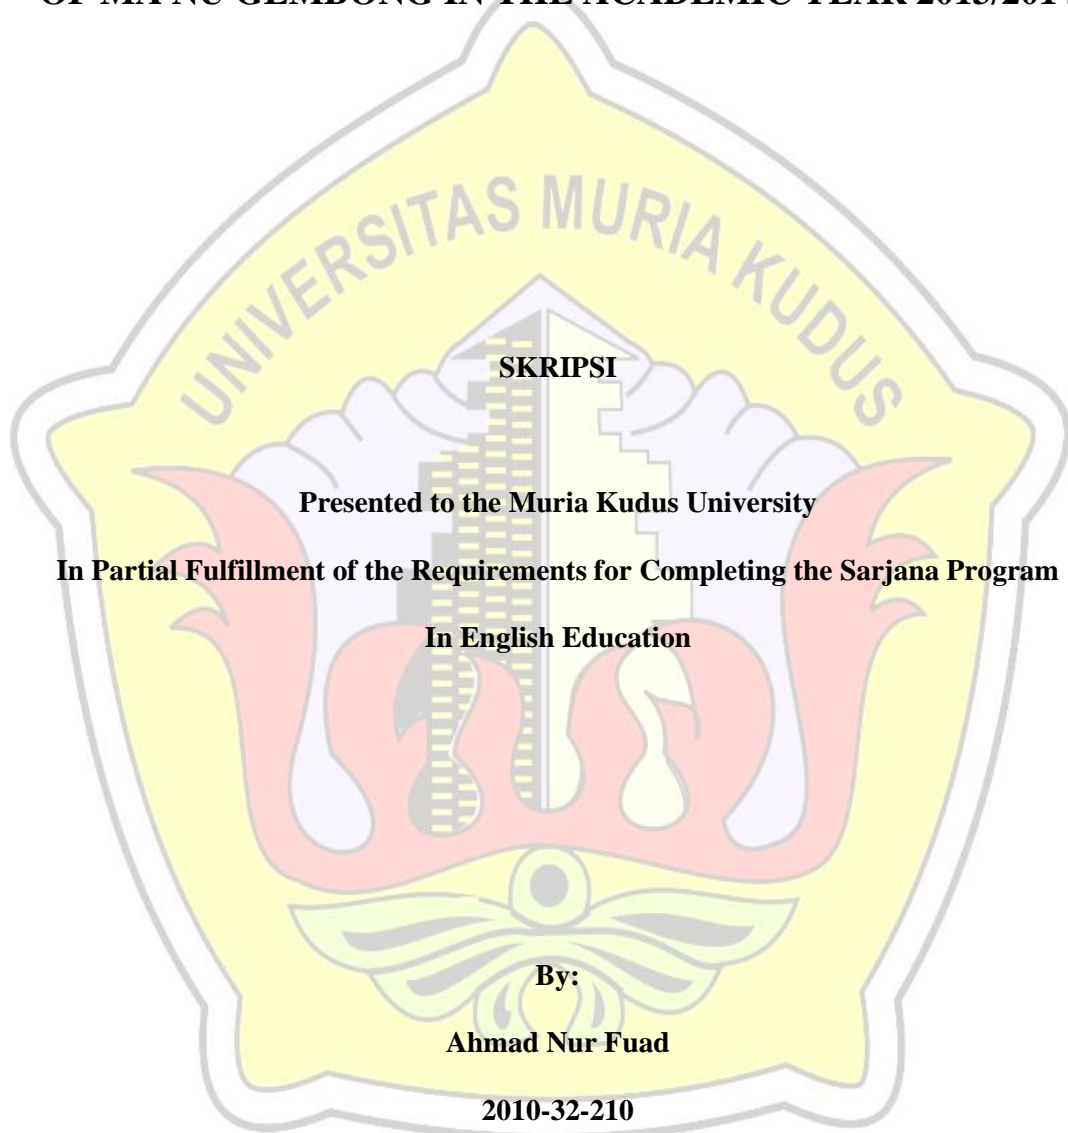 OF MA NU GEMBONG IN THE ACADEMIC YEAR 2013/2014
UNIVERSITAS MURIA KUDUS
SKRIPSI
Presented to the Muria Kudus University
In Partial Fulfillment of the Requirements for Completing the Sarjana Program
In English Education
By:
Ahmad Nur Fuad
2010-32-210